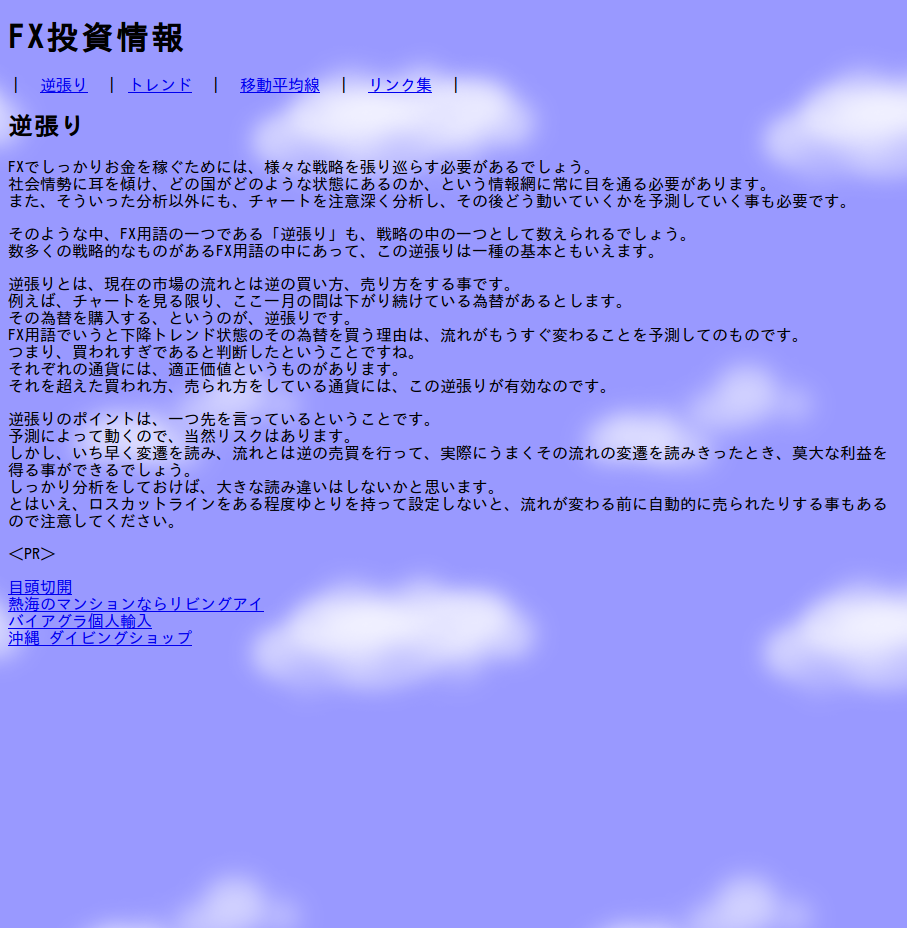 FX投資情報
｜　逆張り　｜ トレンド　｜　移動平均線　｜　リンク集　｜
逆張り
FXでしっかりお金を稼ぐためには、様々な戦略を張り巡らす必要があるでしょう。
社会情勢に耳を傾け、どの国がどのような状態にあるのか、という情報網に常に目を通る必要があります。
また、そういった分析以外にも、チャートを注意深く分析し、その後どう動いていくかを予測していく事も必要です。
そのような中、FX用語の一つである「逆張り」も、戦略の中の一つとして数えられるでしょう。
数多くの戦略的なものがあるFX用語の中にあって、この逆張りは一種の基本ともいえます。
逆張りとは、現在の市場の流れとは逆の買い方、売り方をする事です。
例えば、チャートを見る限り、ここ一月の間は下がり続けている為替があるとします。
その為替を購入する、というのが、逆張りです。
FX用語でいうと下降トレンド状態のその為替を買う理由は、流れがもうすぐ変わることを予測してのものです。
つまり、買われすぎであると判断したということですね。
それぞれの通貨には、適正価値というものがあります。
それを超えた買われ方、売られ方をしている通貨には、この逆張りが有効なのです。
逆張りのポイントは、一つ先を言っているということです。
予測によって動くので、当然リスクはあります。
しかし、いち早く変遷を読み、流れとは逆の売買を行って、実際にうまくその流れの変遷を読みきったとき、莫大な利益を
得る事ができるでしょう。
しっかり分析をしておけば、大きな読み違いはしないかと思います。
とはいえ、ロスカットラインをある程度ゆとりを持って設定しないと、流れが変わる前に自動的に売られたりする事もある
ので注意してください。
＜PR＞
目頭切開
熱海のマンションならリビングアイ
バイアグラ個人輸入
沖縄 ダイビングショップ